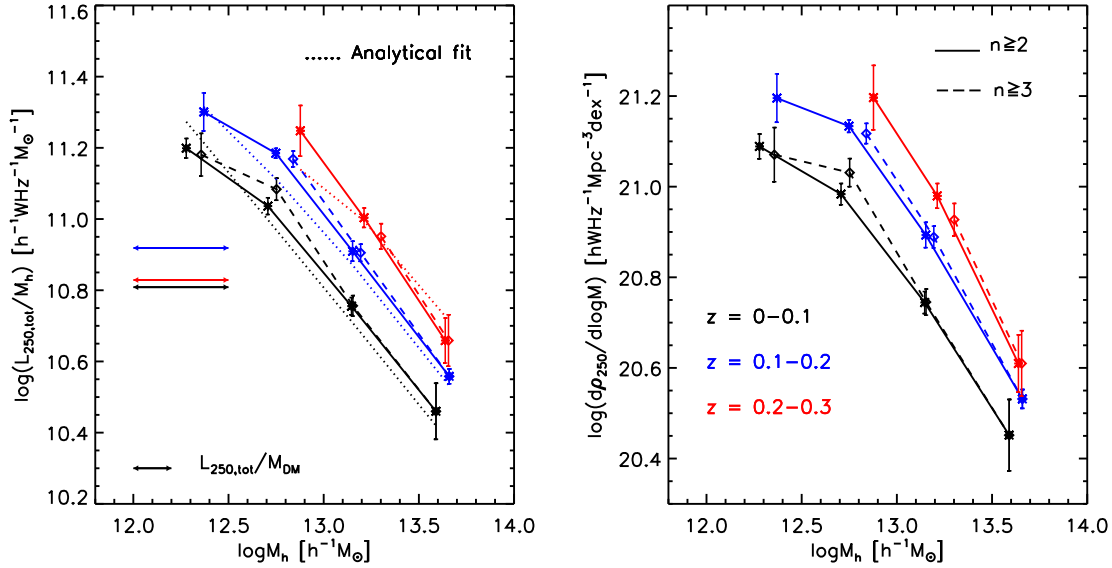 11.6
11.4
11.2
11.0
10.8
10.6
10.4
10.2
log(L250,tot/Mh) [h−1WHz−1M⊙−1]
Analytical fit
L250,tot/MDM
12.0 12.5 13.0 13.5 14.0
logMh [h−1M⊙]
21.2
21.0
20.8
20.6
20.4
log(dρ250/dlogM) [hWHz−1Mpc−3dex−1]
n≧2
n≧3
z = 0−0.1
z = 0.1−0.2
z = 0.2−0.3
12.0 12.5 13.0 13.5 14.0
logMh [h−1M⊙]